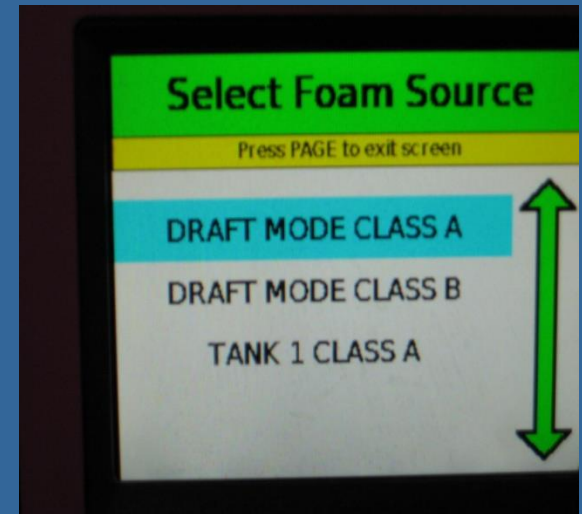 Select Foam Source
Press PAGE to exit screen
DRAFT MODE CLASS A
DRAFT MODE CLASS B
TANK 1 CLASS A